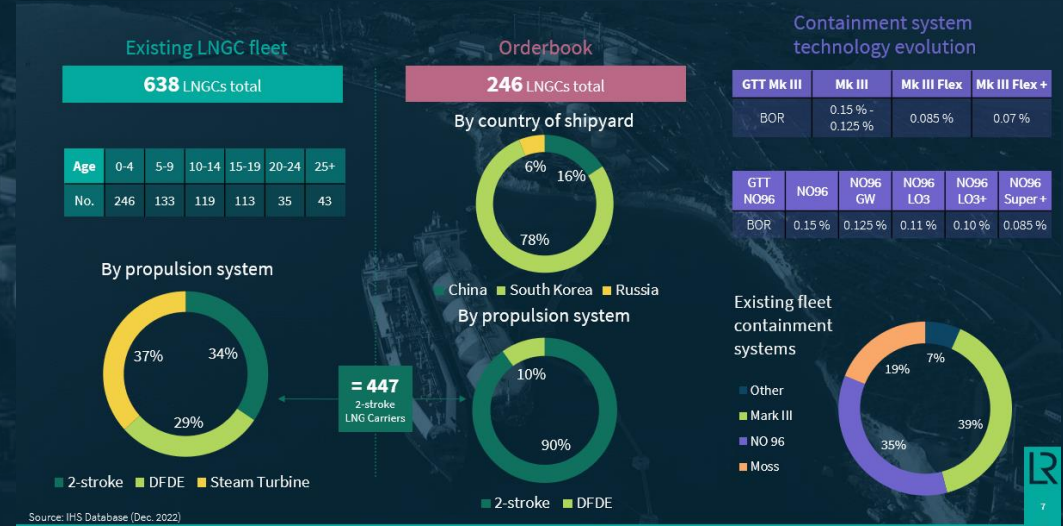 Existing LNGC fleet
638 LNGCs total
Age 0-4 5-9 10-14 15-19 20-24 25+
No. 246 133 119 113 35 43
By propulsion system
37%
34%
29%
2-stroke DFDE Steam Turbine
Source: IHS Database (Dec. 2022)
= 447
2-stroke
LNG Carriers
Orderbook
246 LNGCs total
By country of shipyard
6%
16%
78%
China South Korea Russia
By propulsion system
10%
90%
2-stroke DFDE
Containment system
technology evolution
GTT Mk III Mk III Mk III Flex Mk III Flex +
BOR 0.15 % - 0.085 % 0.07 %
0.125 %
GTT NO96 NO96 NO96 NO96 NO96
NO96 GW LO3 LO3+ Super +
BOR 0.15 % 0.125 % 0.11 % 0.10 % 0.085 %
Existing fleet
containment
systems
Other
Mark III
NO 96
Moss
7%
19%
39%
35%
LR
7